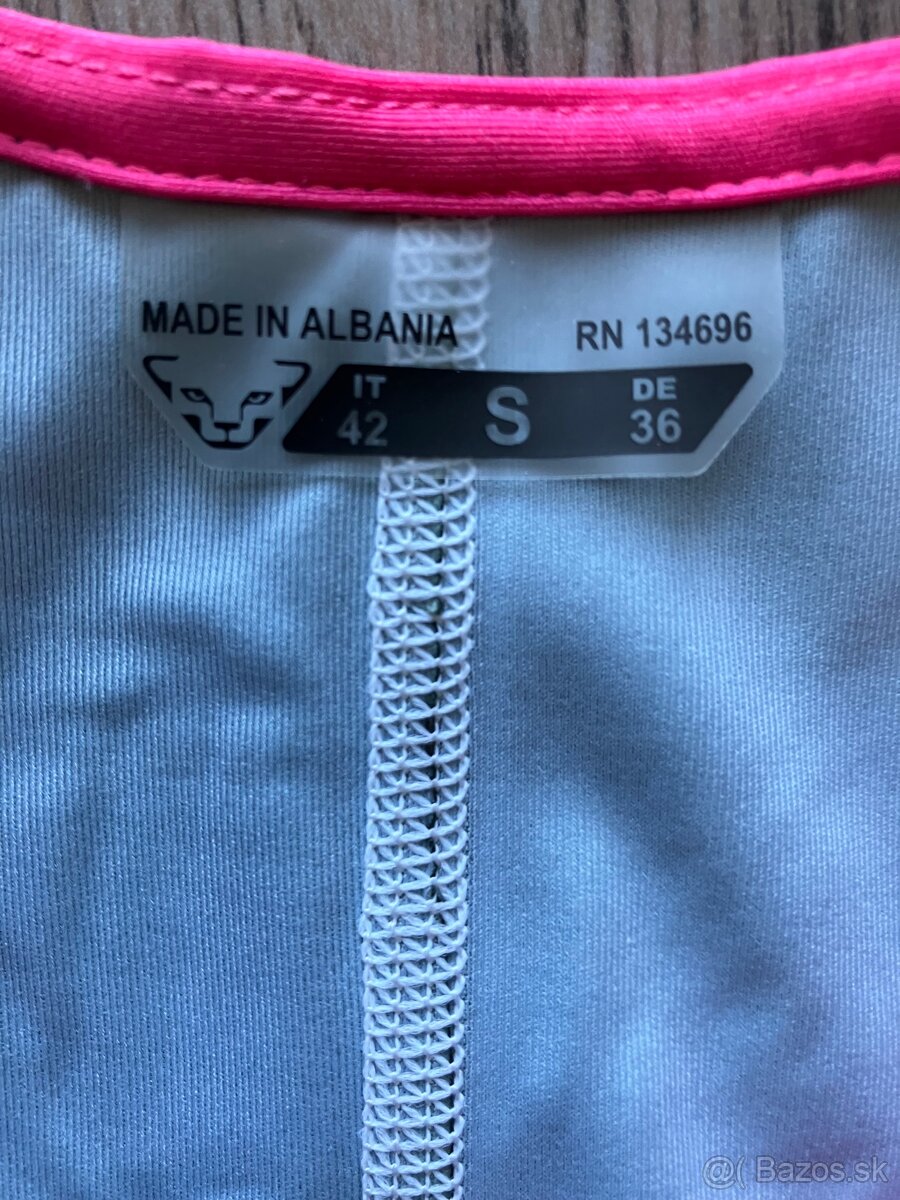 MADE IN ALBANIA RN 134696
IT S DE
42 36
@( Bazos.sk